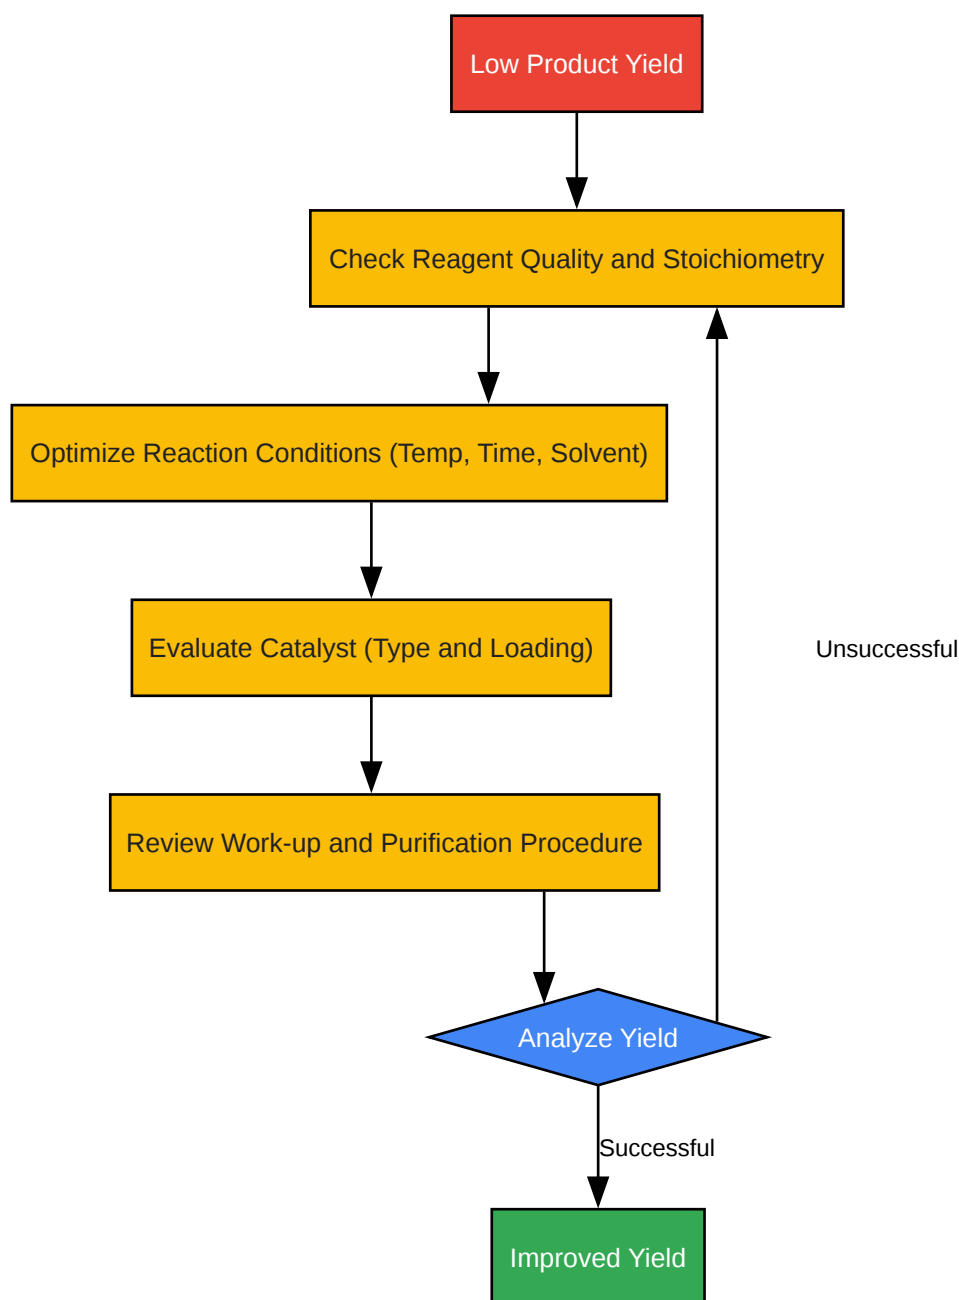 Low Product Yield
Check Reagent Quality and Stoichiometry
Optimize Reaction Conditions (Temp, Time, Solvent)
Evaluate Catalyst (Type and Loading)
Unsuccessful
Review Work-up and Purification Procedure
Analyze Yield
Successful
Improved Yield